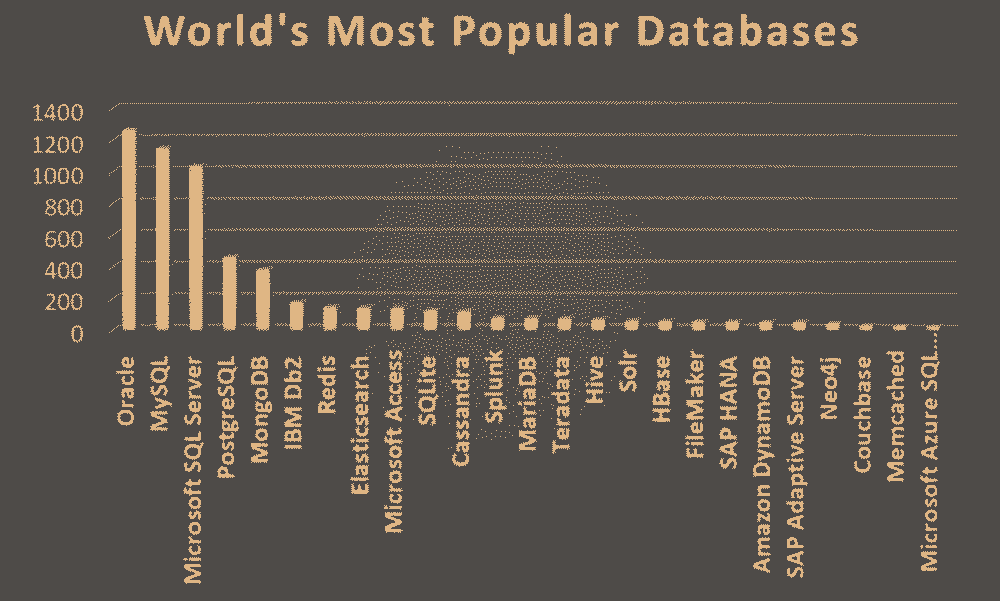 World's Most Popular Databases
1400
1200
1000
800
600
400
200
0
Oracle
MySQL
Microsoft SQL Server
PostgreSQL
MongoDB
IBM Db2
Redis
Elasticsearch
Microsoft Access
SQLite
Cassandra
Splunk
MariaDB
Teradata
Hive
Solr
HBase
FileMaker
SAP HANA
Amazon DynamoDB
SAP Adaptive Server
Neo4j
Couchbase
Memcached
Microsoft Azure SQL...